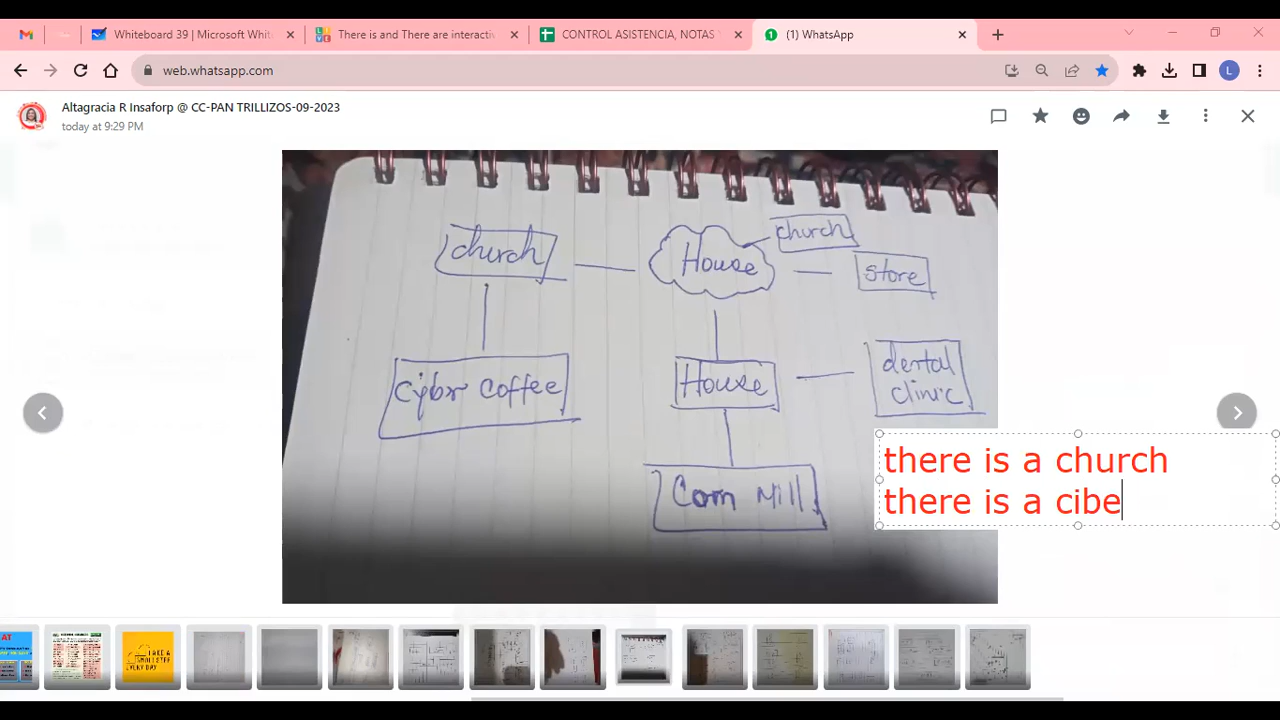 Whiteboard 39 | Microsoft Whit
There is and There are interactiv
CONTROL ASISTENCIA, NOTAS
(1) WhatsApp
web.whatsapp.com
L
Altagracia R Insaforp @ CC-PAN TRILLIZOS-09-2023
today at 9:29 PM
church
House
church
store
Cybr Coffee
House
dental
clinic
Corn Mill
there is a church
there is a cibe